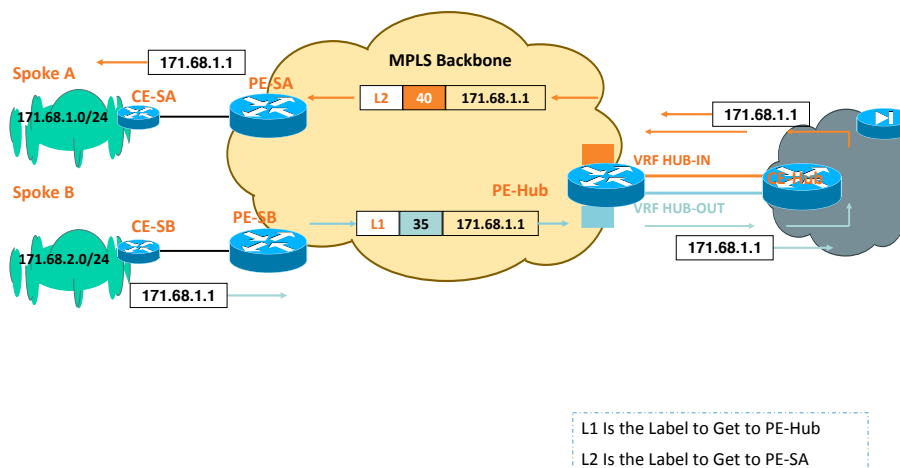 171.68.1.1
MPLS Backbone
Spoke A
CE-SA
PE-SA
171.68.1.0/24
L2 40 171.68.1.1
171.68.1.1
VRF HUB-IN
CE-Hub
PE-Hub
VRF HUB-OUT
Spoke B
CE-SB
PE-SB
L1 35 171.68.1.1
171.68.1.1
171.68.2.0/24
171.68.1.1
L1 Is the Label to Get to PE-Hub
L2 Is the Label to Get to PE-SA